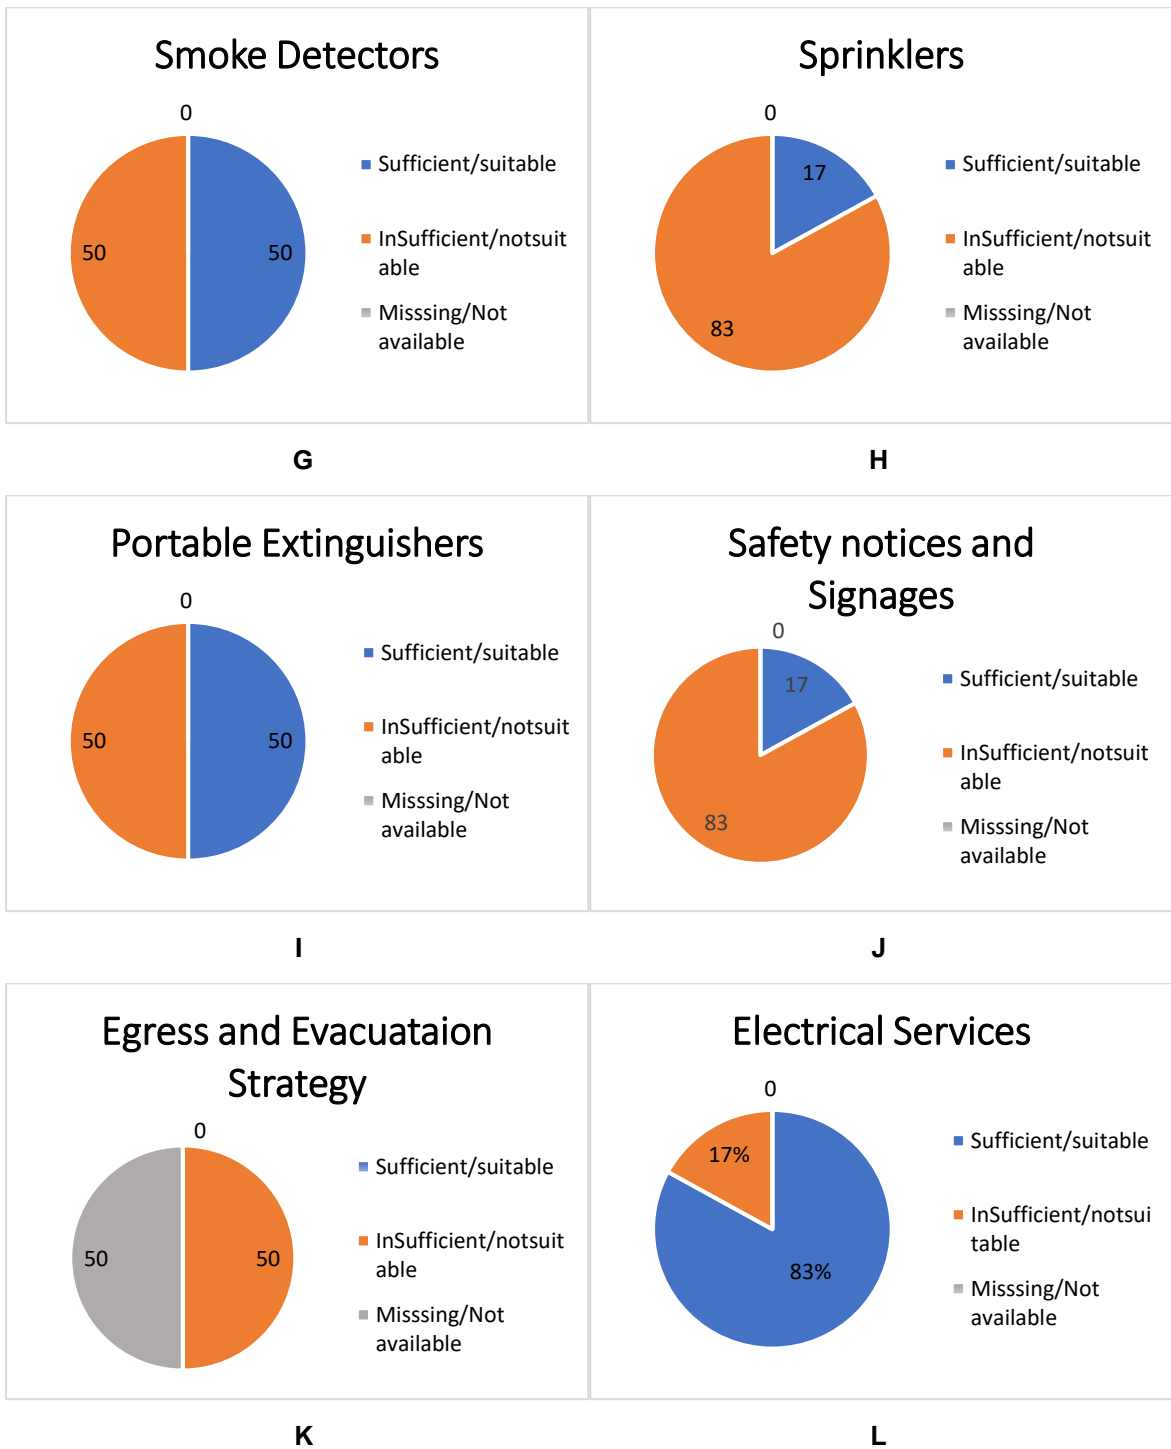 Smoke Detectors
0
50
50
Sufficient/suitable
InSufficient/notsuit
able
Misssing/Not
available
G
Sprinklers
0
17
83
Sufficient/suitable
InSufficient/notsuit
able
Misssing/Not
available
H
Portable Extinguishers
0
50
50
Sufficient/suitable
InSufficient/notsuit
able
Misssing/Not
available
I
Safety notices and
Signages
0
17
83
Sufficient/suitable
InSufficient/notsuit
able
Misssing/Not
available
J
Egress and Evacuataion
Strategy
0
50
50
Sufficient/suitable
InSufficient/notsuit
able
Misssing/Not
available
K
Electrical Services
0
17%
83%
Sufficient/suitable
InSufficient/notsui
table
Misssing/Not
available
L